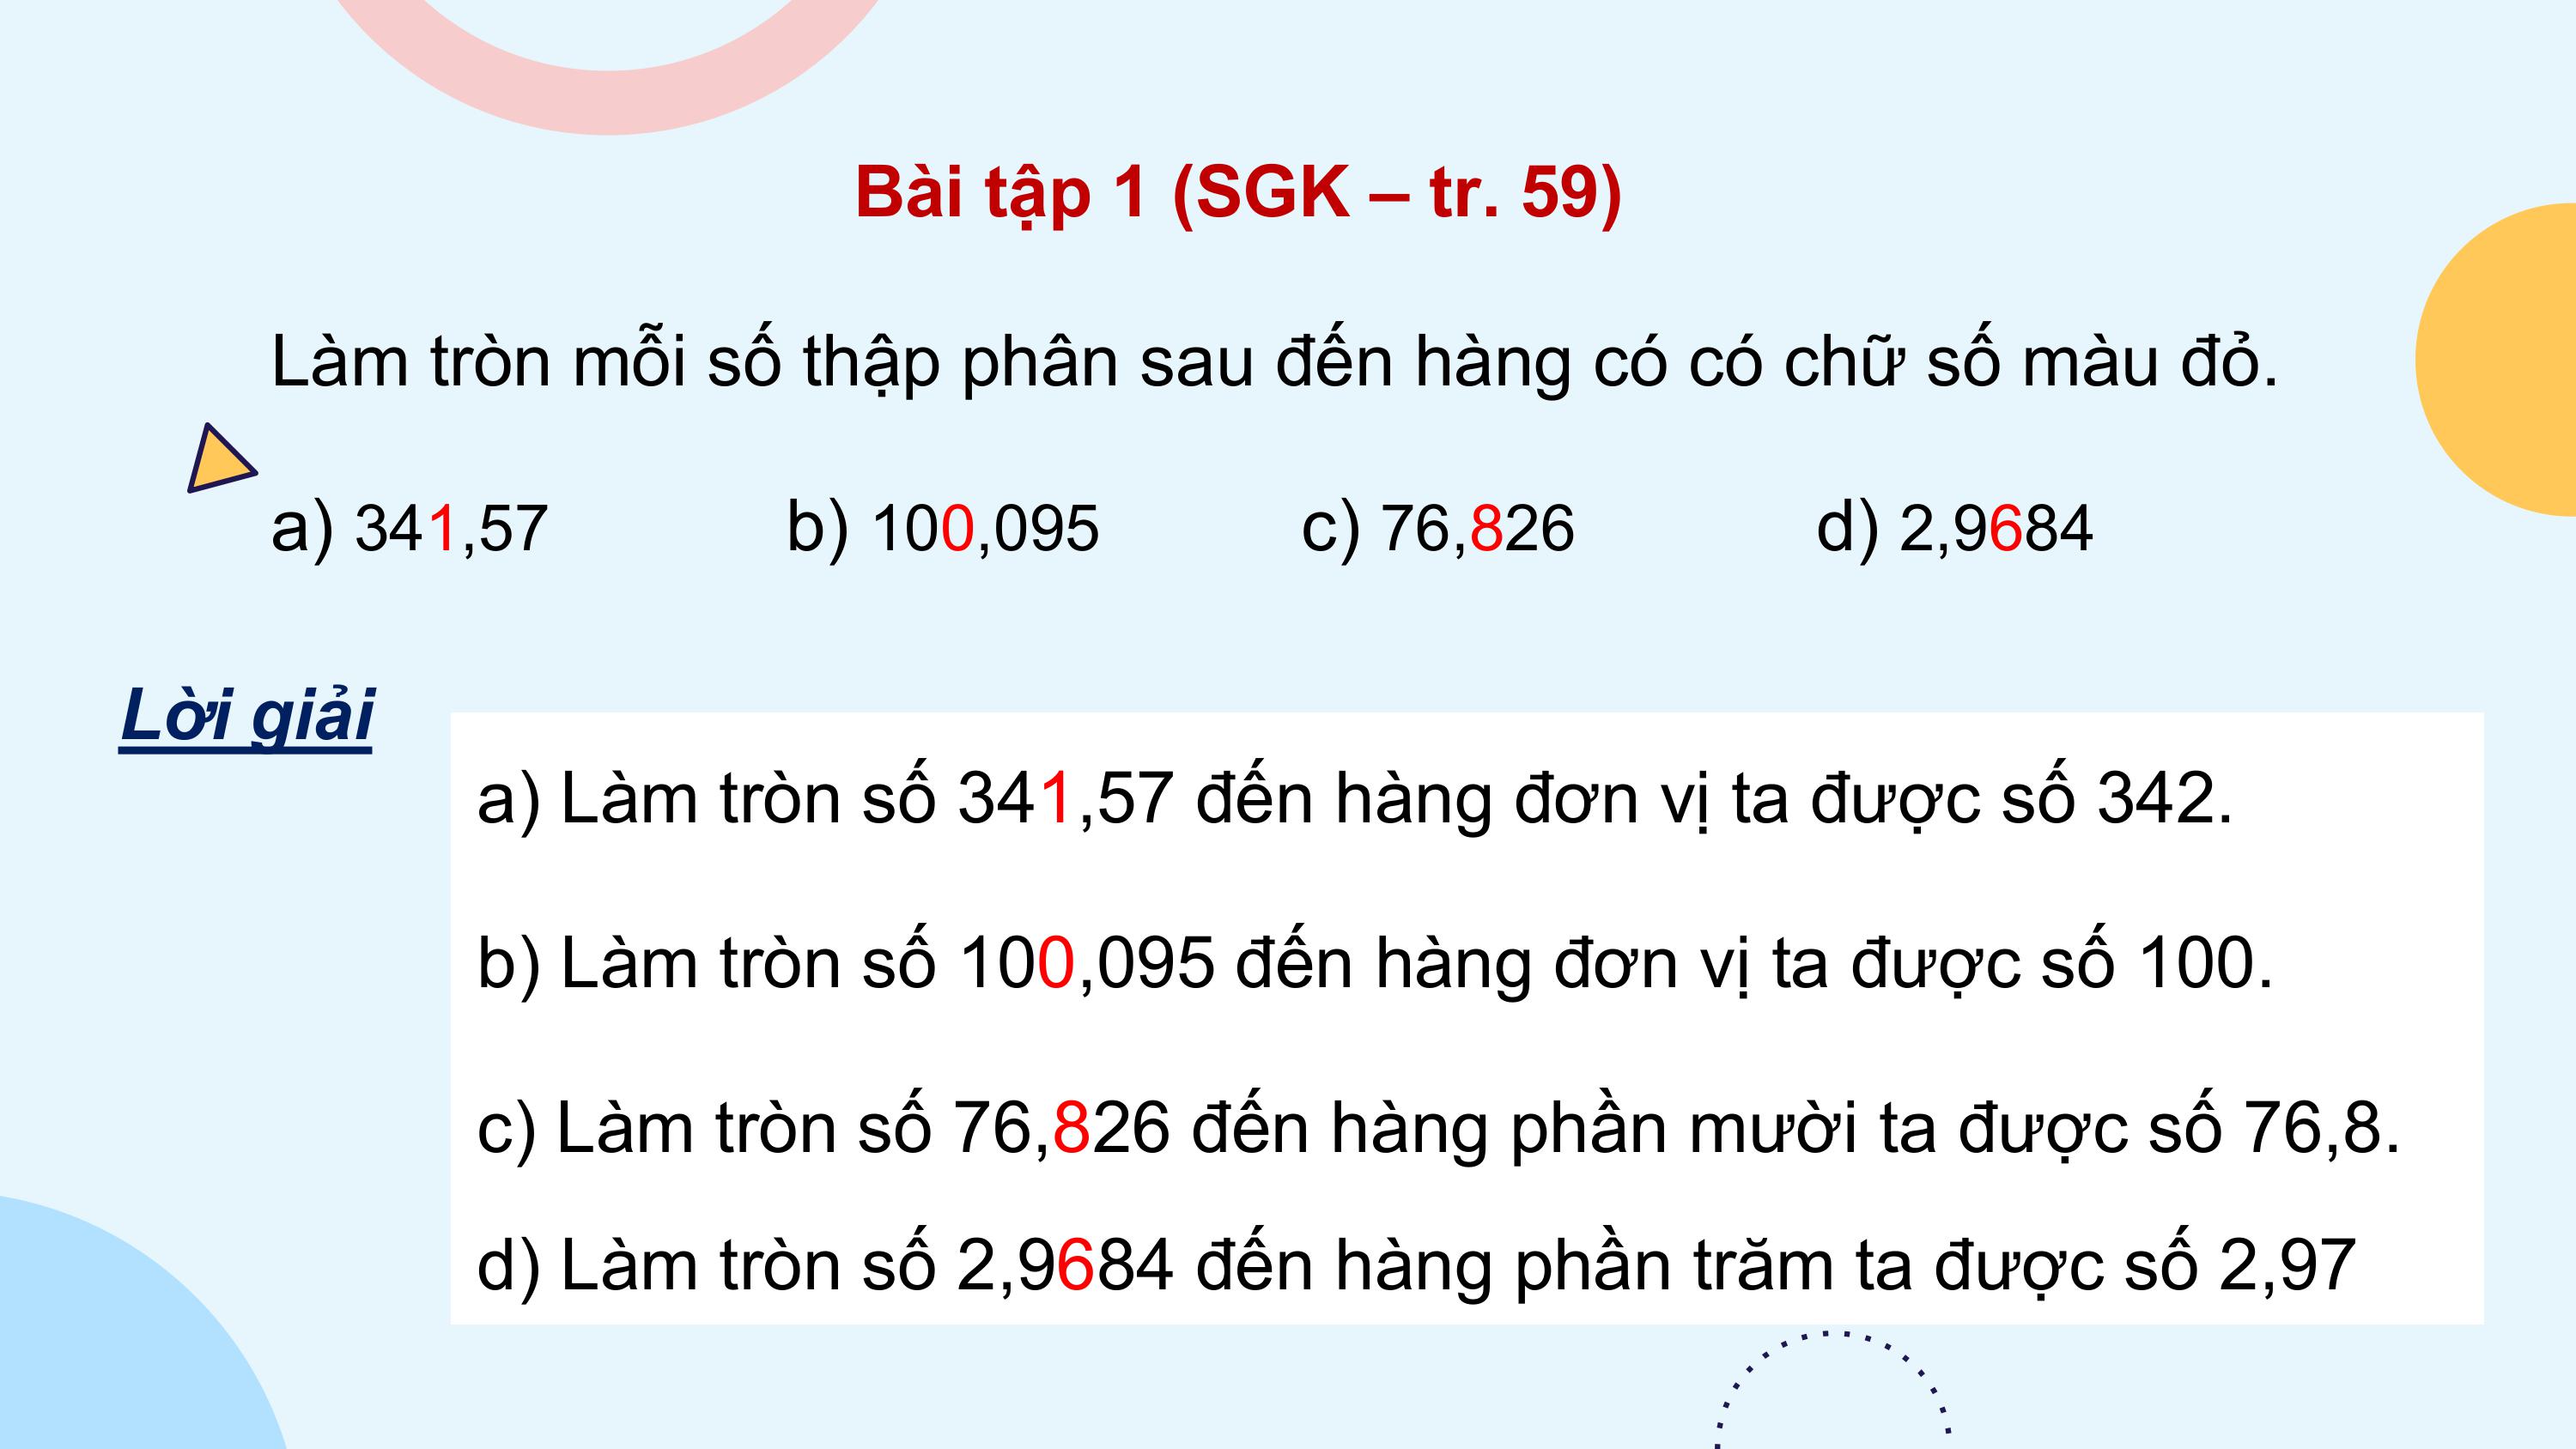 Bài tập 1 (SGK – tr. 59)
Làm tròn mỗi số thập phân sau đến hàng có có chữ số màu đỏ.
a) 341,57 b) 100,095 c) 76,826 d) 2,9684
Lời giải
a) Làm tròn số 341,57 đến hàng đơn vị ta được số 342.
b) Làm tròn số 100,095 đến hàng đơn vị ta được số 100.
c) Làm tròn số 76,826 đến hàng phần mười ta được số 76,8.
d) Làm tròn số 2,9684 đến hàng phần trăm ta được số 2,97